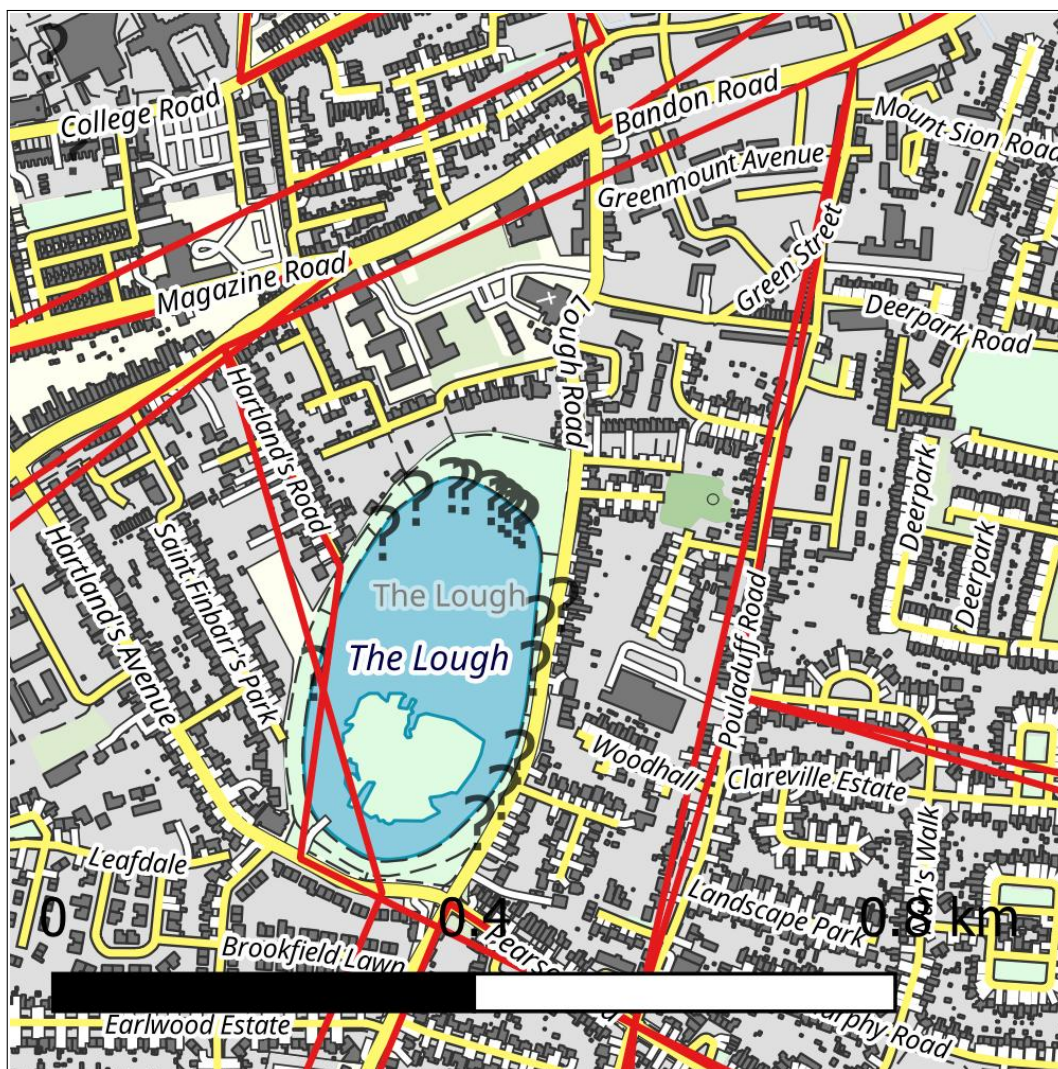 College Road
Bandon Road
Mount Sion Road
Greenmount Avenue
Green Street
Magazine Road
Lough Road
Deerpark Road
Hartland's Road
Hartland's Avenue
Saint Finbarr's Park
Deerpark
Deerpark
The Lough
The Lough
Pouladuff Road
Woodhall
Clareville Estate
Leafdale
Landscape Park
0
0.4
0.8 km
Brookfield Lawn
Earlwood Estate